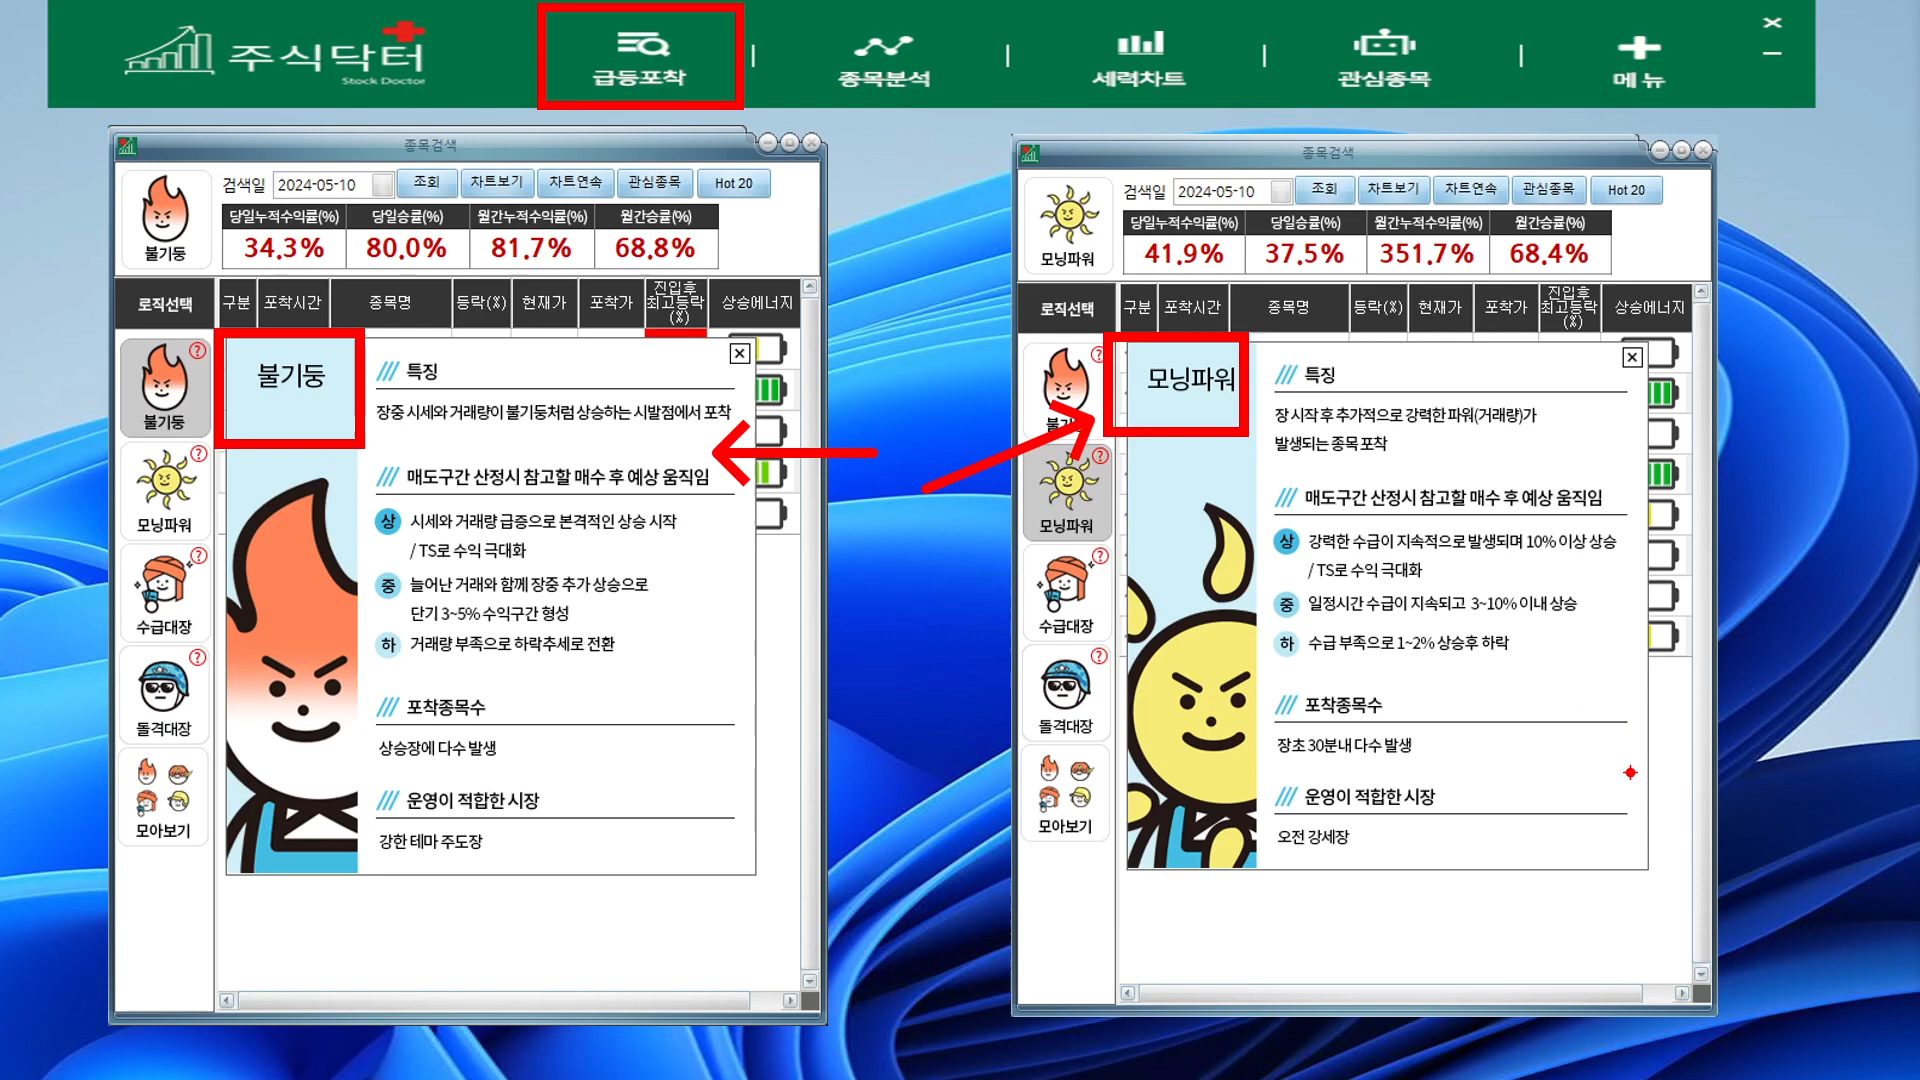 주식닥터
Stock Doctor
급등포착
종목분석
세력차트
관심종목
메뉴
종목검색
불기둥
검색일 2024-05-10 조회 차트보기 차트연속 관심종목 Hot 20
당일누적수익률(%) 당일승률(%) 월간누적수익률(%) 월간승률(%)
34.3% 80.0% 81.7% 68.8%
로직선택
구분 포착시간 종목명 등락(%) 현재가 포착가 진입후 최고등락 (%) 상승에너지
불기둥
모닝파워
수급대장
돌격대장
모아보기
불기둥
/// 특징
장중 시세와 거래량이 불기둥처럼 상승하는 시발점에서 포착
/// 매도구간 산정시 참고할 매수 후 예상 움직임
상 시세와 거래량 급증으로 본격적인 상승 시작
/ TS로 수익 극대화
중 늘어난 거래와 함께 장중 추가 상승으로
단기 3~5% 수익구간 형성
하 거래량 부족으로 하락추세로 전환
/// 포착종목수
상승장에 다수 발생
/// 운영이 적합한 시장
강한 테마 주도장
종목검색
모닝파워
검색일 2024-05-10 조회 차트보기 차트연속 관심종목 Hot 20
당일누적수익률(%) 당일승률(%) 월간누적수익률(%) 월간승률(%)
41.9% 37.5% 351.7% 68.4%
로직선택
구분 포착시간 종목명 등락(%) 현재가 포착가 진입후 최고등락 (%) 상승에너지
모닝파워
수급대장
돌격대장
모아보기
모닝파워
/// 특징
장 시작 후 추가적으로 강력한 파워(거래량)가
발생되는 종목 포착
/// 매도구간 산정시 참고할 매수 후 예상 움직임
상 강력한 수급이 지속적으로 발생되며 10% 이상 상승
/ TS로 수익 극대화
중 일정시간 수급이 지속되고 3~10% 이내 상승
하 수급 부족으로 1~2% 상승후 하락
/// 포착종목수
장초 30분내 다수 발생
/// 운영이 적합한 시장
오전 강세장